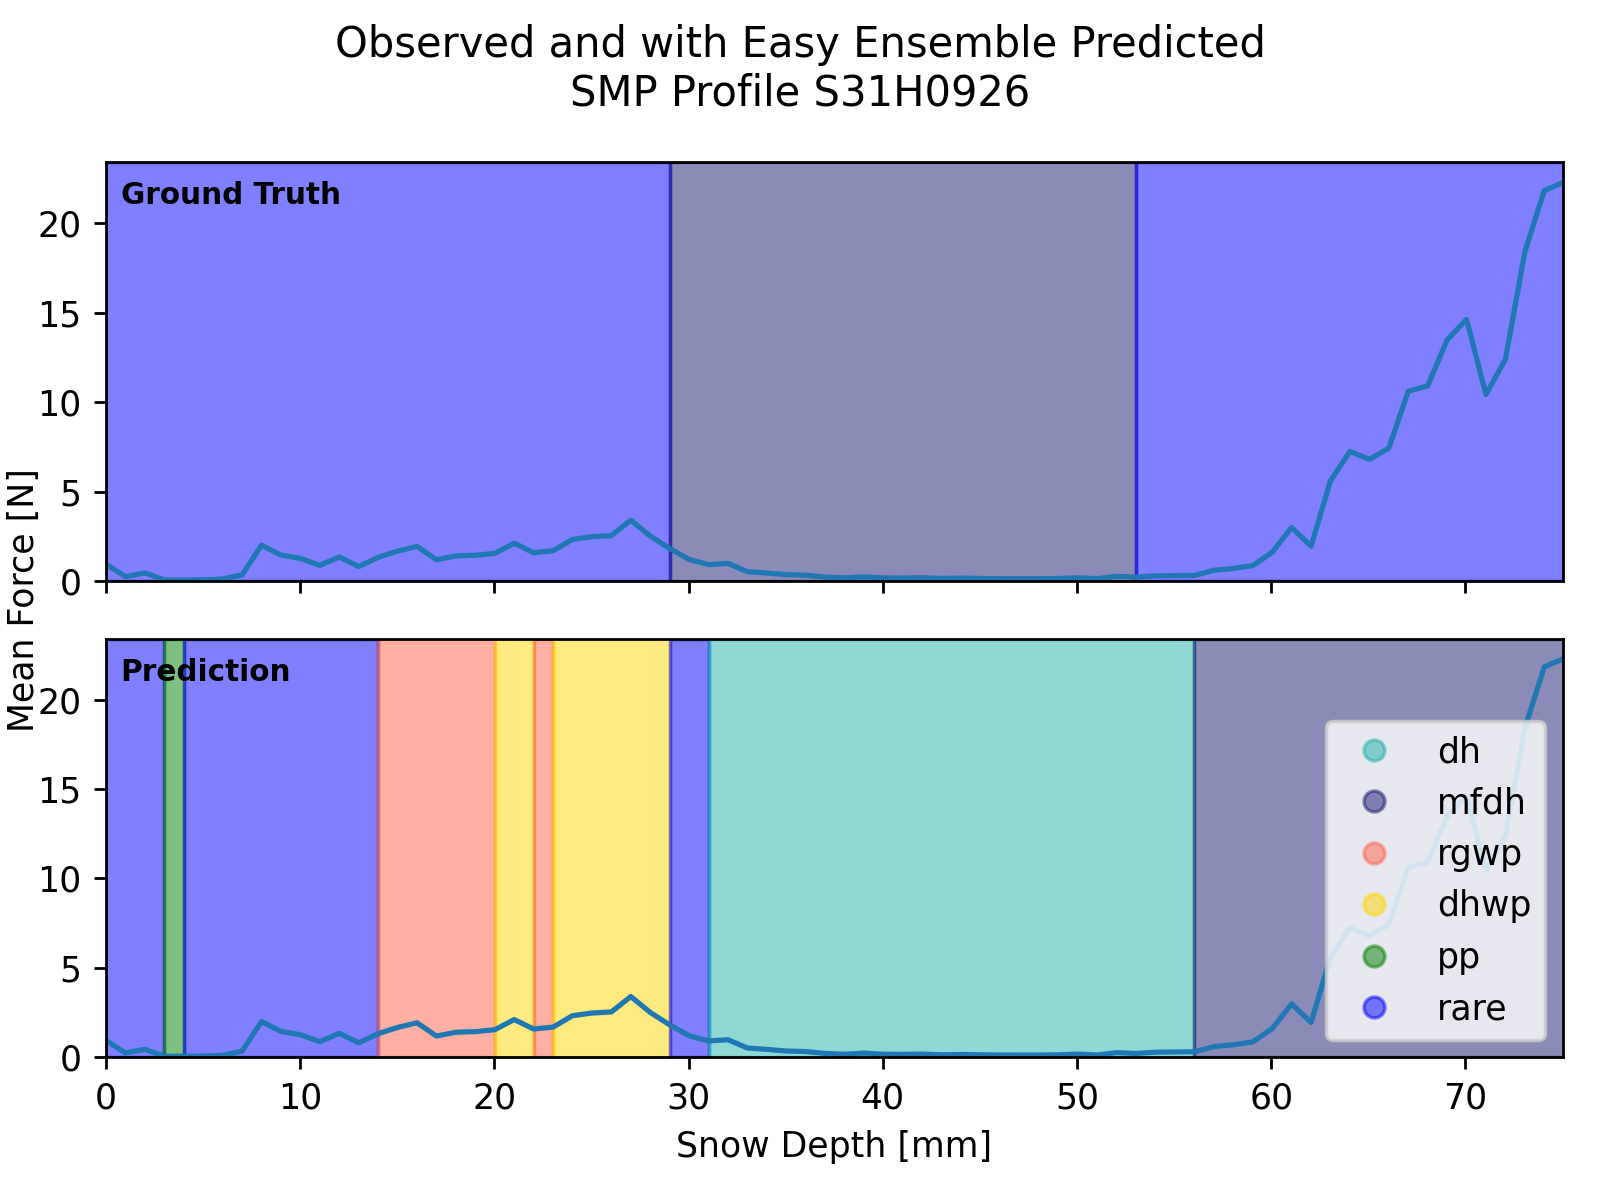 Observed and with Easy Ensemble Predicted
SMP Profile S31H0926
Mean Force [N]
Ground Truth
20
15
10
5
0
Prediction
20
15
10
5
0
dh
mfdh
rgwp
dhwp
pp
rare
0 10 20 30 40 50 60 70
Snow Depth [mm]